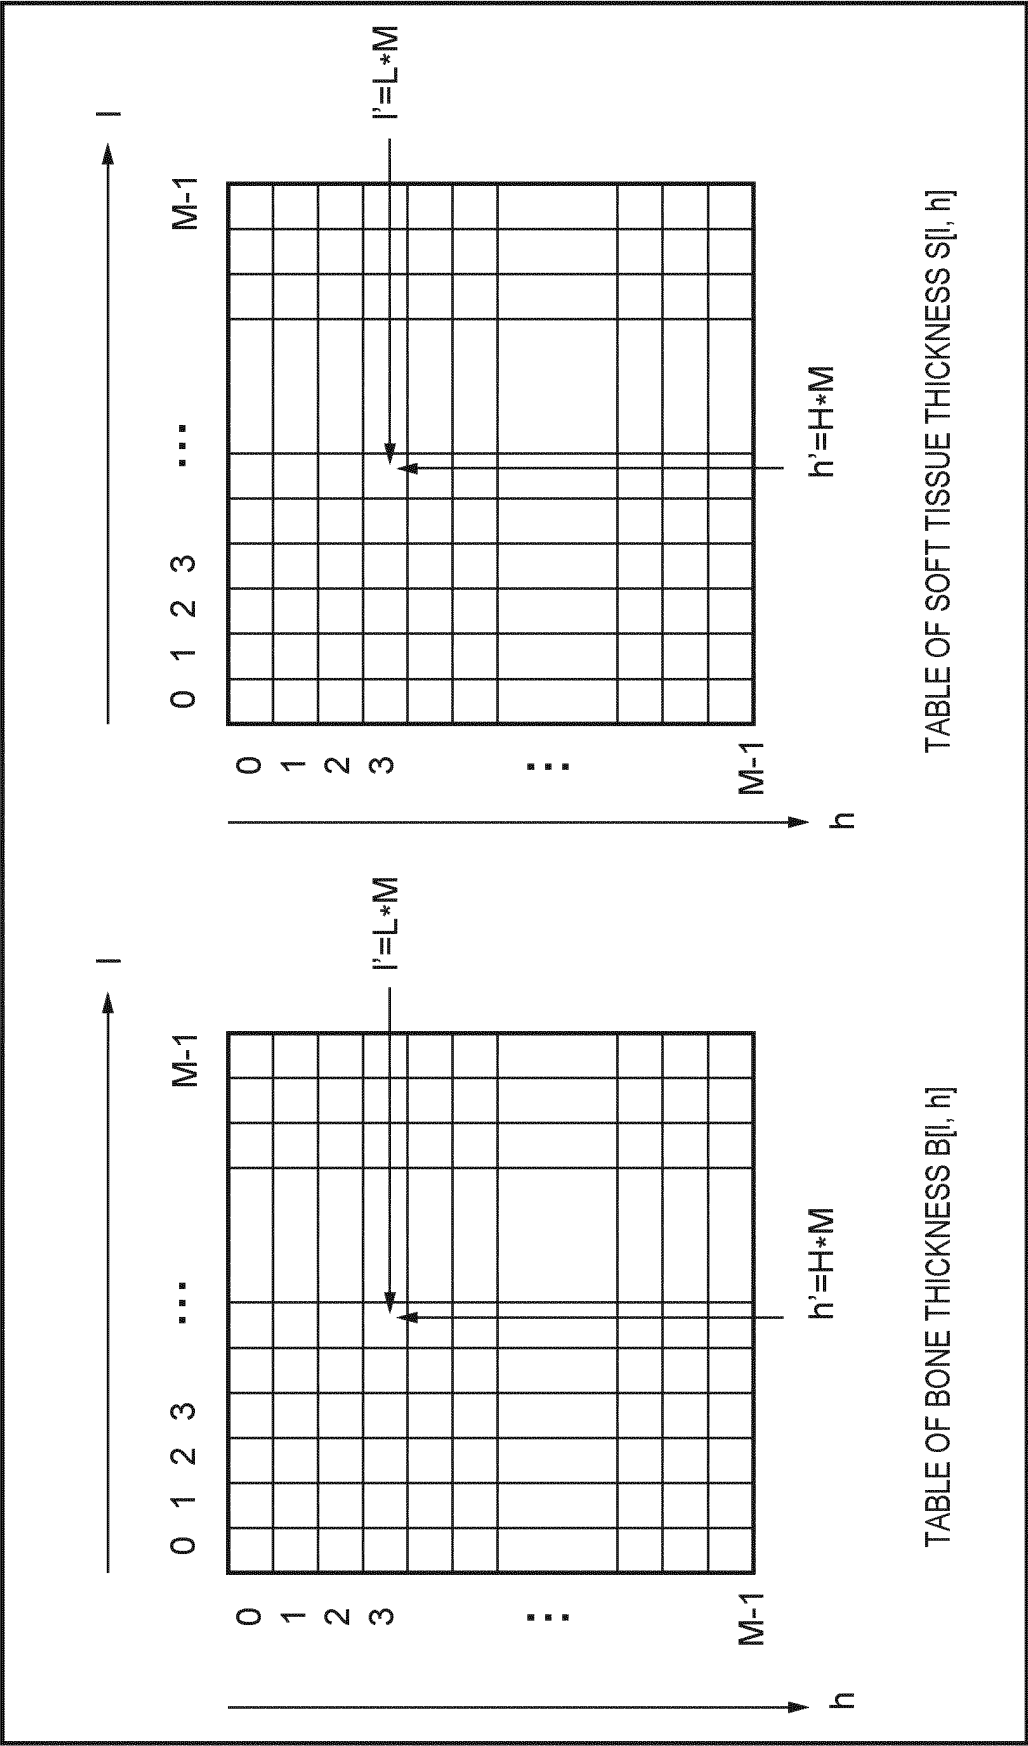 l
0 1 2 3 ... M-1
0
1
2
3
l'=L*M
⋮
M-1
h
h'=H*M
TABLE OF BONE THICKNESS B[l, h]
l
0 1 2 3 ... M-1
0
1
2
3
l'=L*M
⋮
M-1
h
h'=H*M
TABLE OF SOFT TISSUE THICKNESS S[l, h]